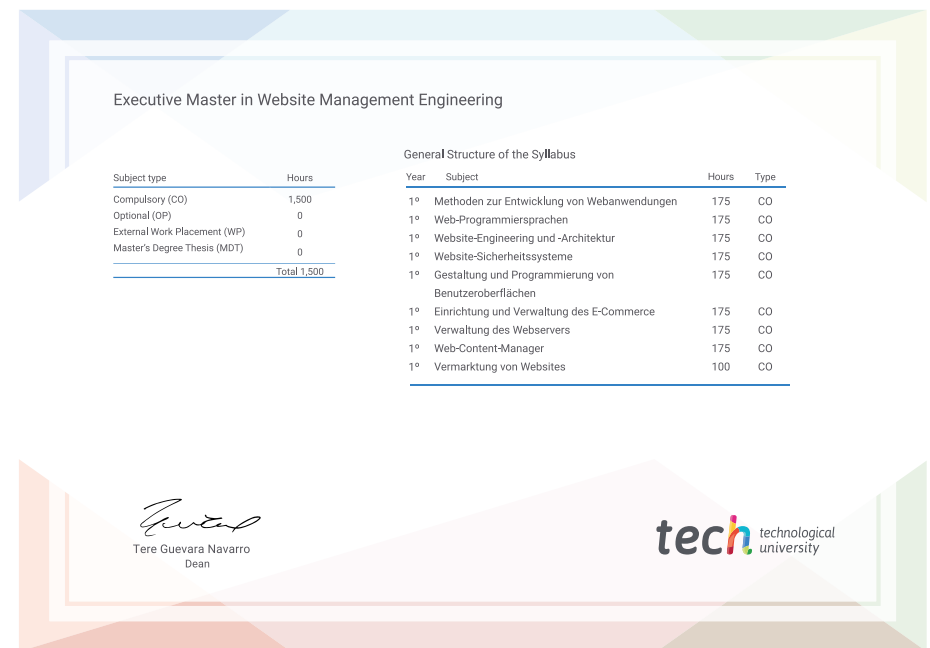 Executive Master in Website Management Engineering
General Structure of the Syllabus
Subject type Hours
Compulsory (CO) 1,500
Optional (OP) 0
External Work Placement (WP) 0
Master's Degree Thesis (MDT) 0
Total 1,500
Year Subject Hours Type
1º Methoden zur Entwicklung von Webanwendungen 175 CO
1º Web-Programmiersprachen 175 CO
1º Website-Engineering und -Architektur 175 CO
1º Website-Sicherheitssysteme 175 CO
1º Gestaltung und Programmierung von 175 CO
Benutzeroberflächen
1º Einrichtung und Verwaltung des E-Commerce 175 CO
1º Verwaltung des Webservers 175 CO
1º Web-Content-Manager 175 CO
1º Vermarktung von Websites 100 CO
Tere Guevara Navarro
Dean
tech technological
university